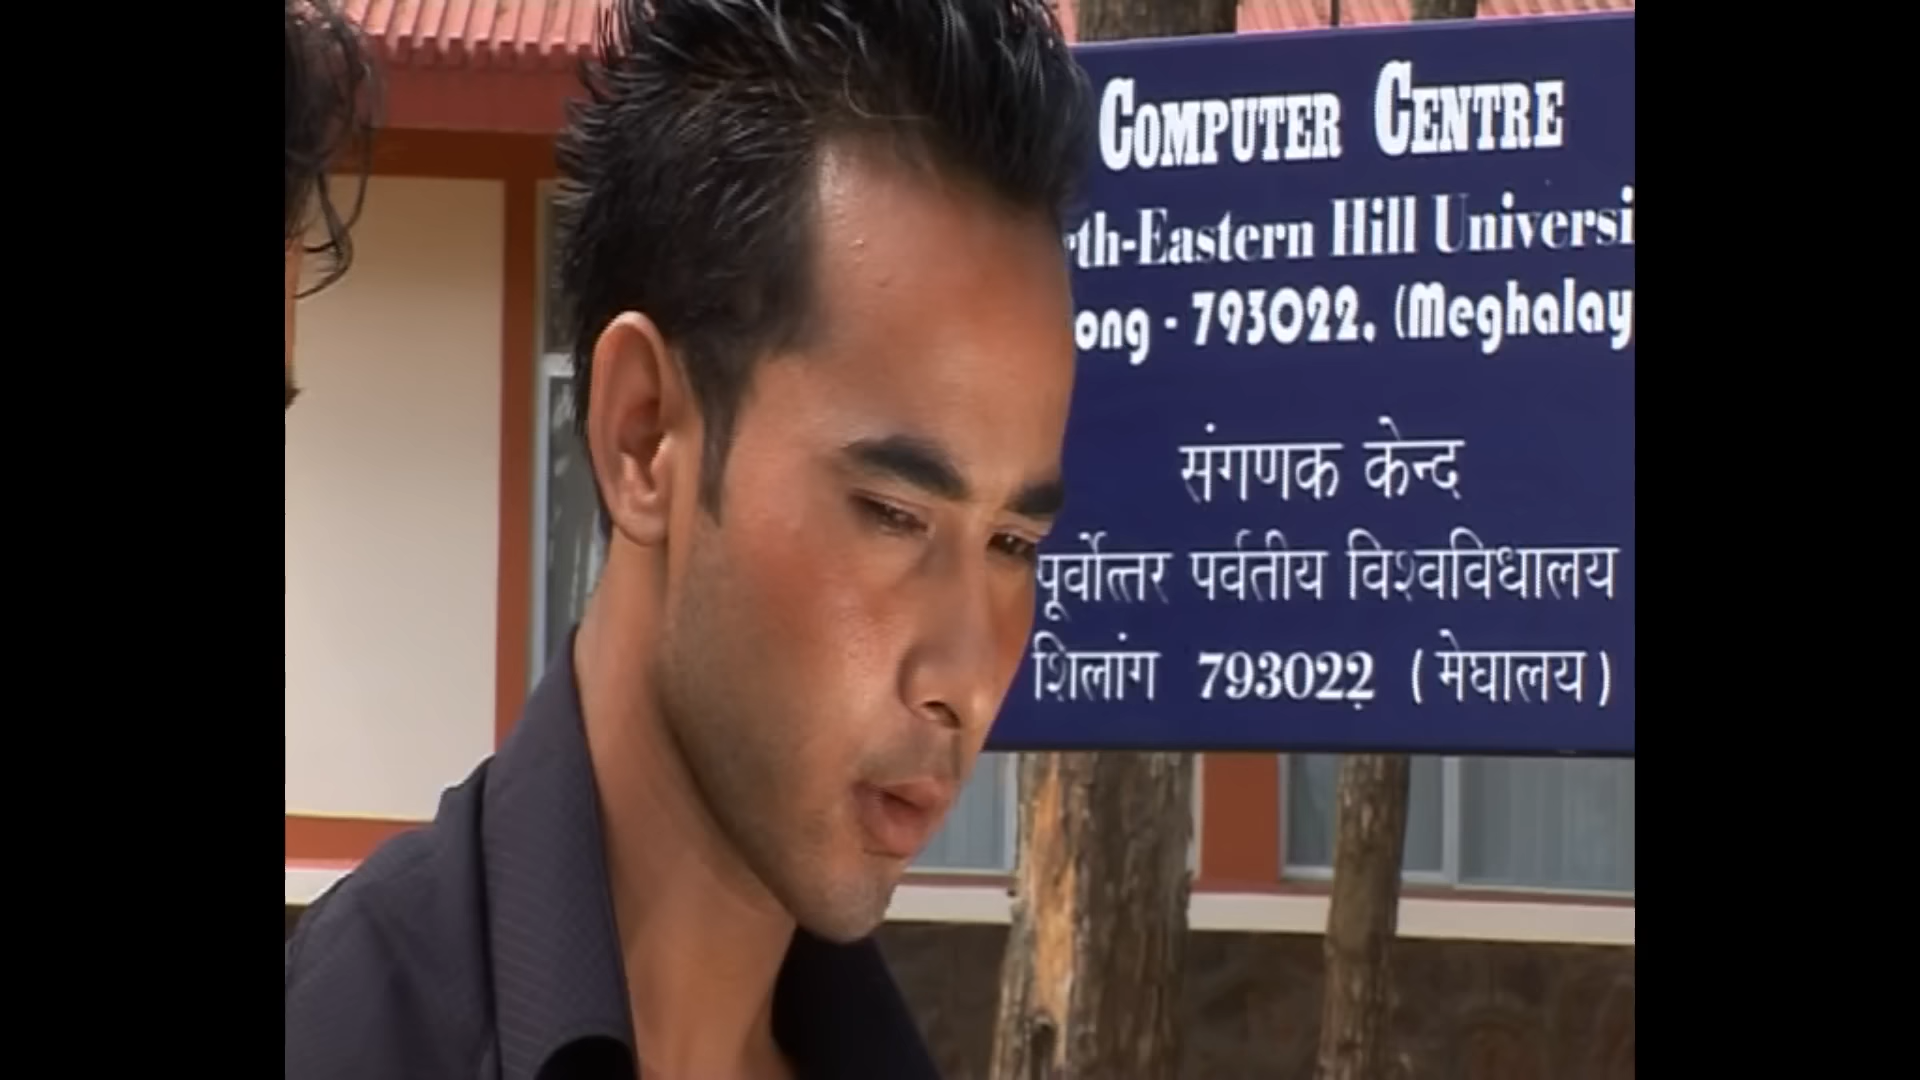 COMPUTER CENTRE
rth-Eastern Hill Universi
ong - 793022. (Meghalay
संगणक केन्द
पूर्वोत्तर पर्वतीय विश्वविधालय
शिलांग 793022 (मेघालय)